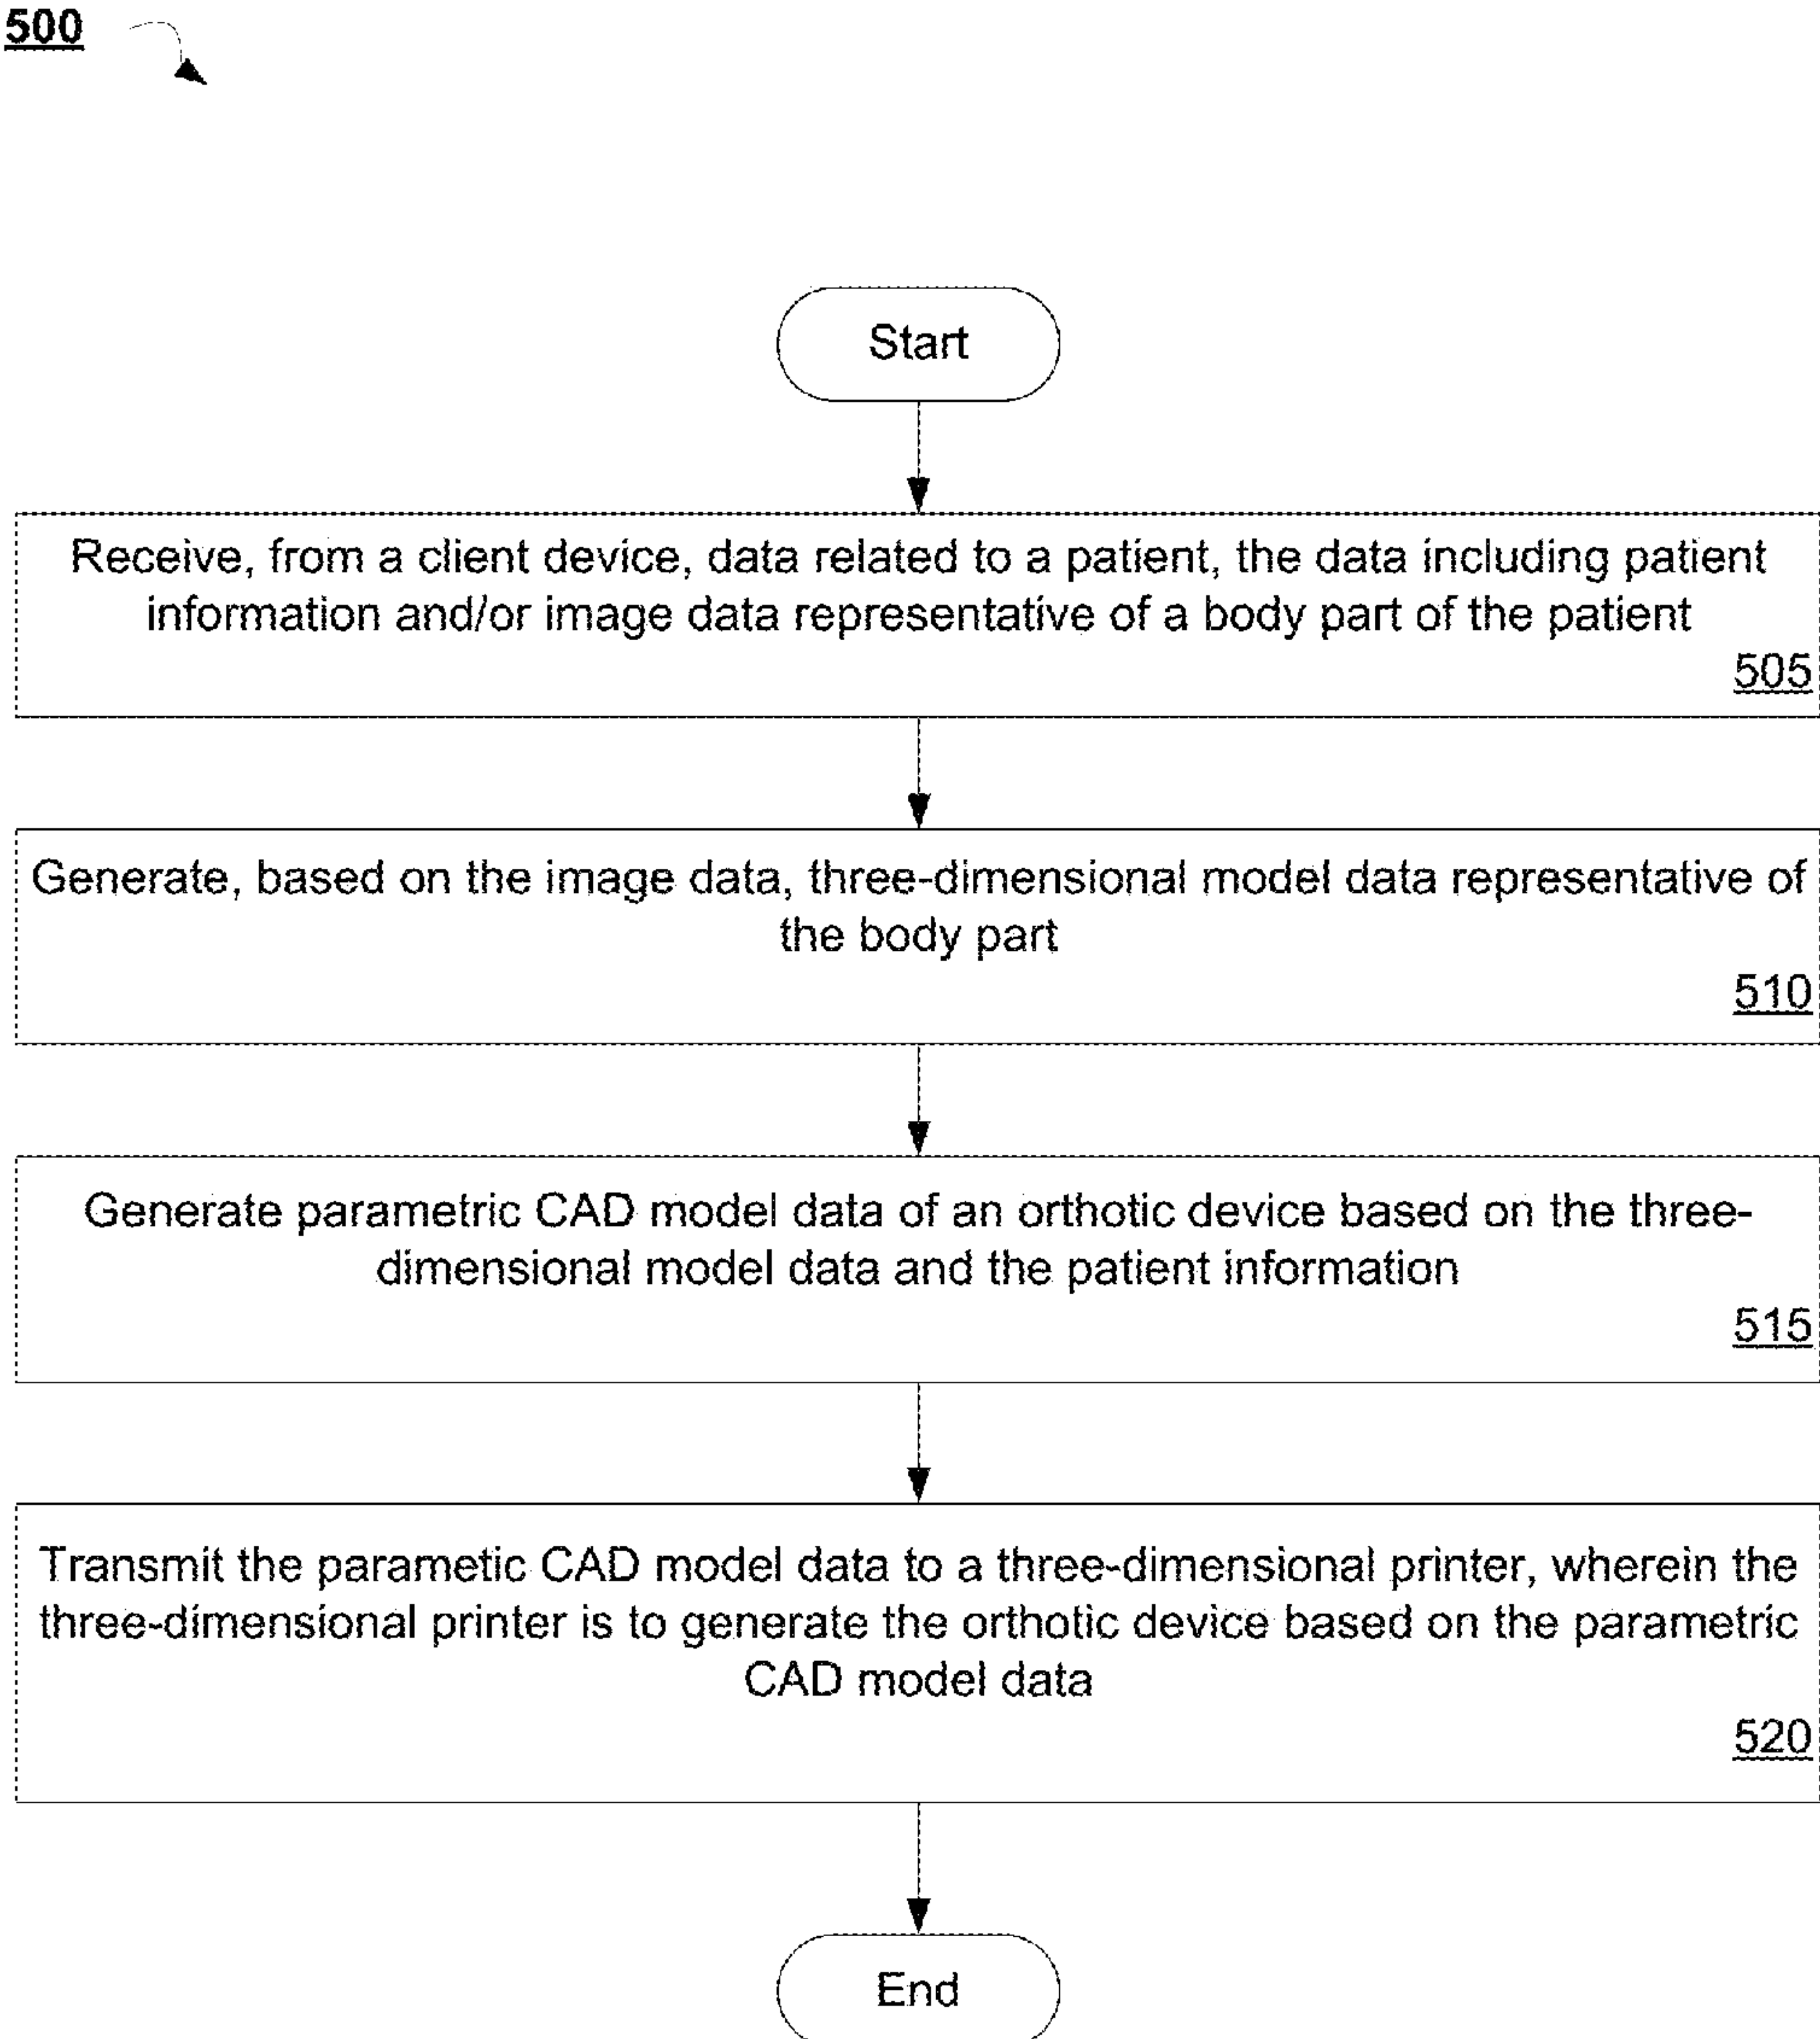 500
Start
Receive, from a client device, data related to a patient, the data including patient
information and/or image data representative of a body part of the patient
505
Generate, based on the image data, three-dimensional model data representative of
the body part
510
Generate parametric CAD model data of an orthotic device based on the three-
dimensional model data and the patient information
515
Transmit the parametic CAD model data to a three-dimensional printer, wherein the
three-dimensional printer is to generate the orthotic device based on the parametric
CAD model data
520
End